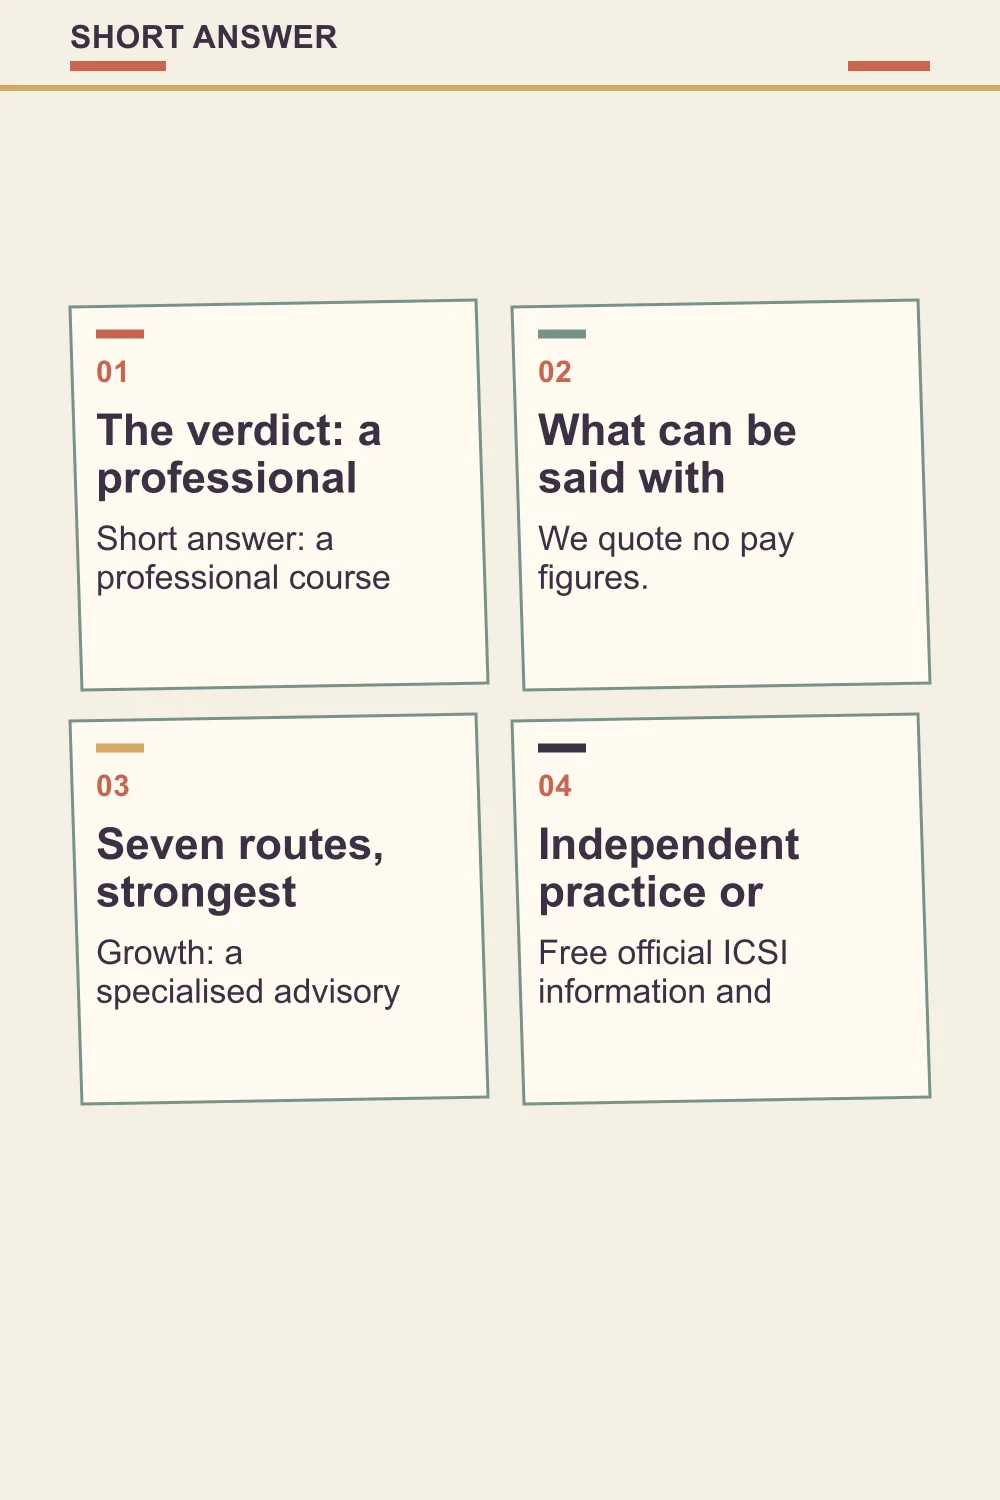 SHORT ANSWER
01
The verdict: a
professional
Short answer: a
professional course
02
What can be
said with
We quote no pay
figures.
03
Seven routes,
strongest
Growth: a
specialised advisory
04
Independent
practice or
Free official ICSI
information and